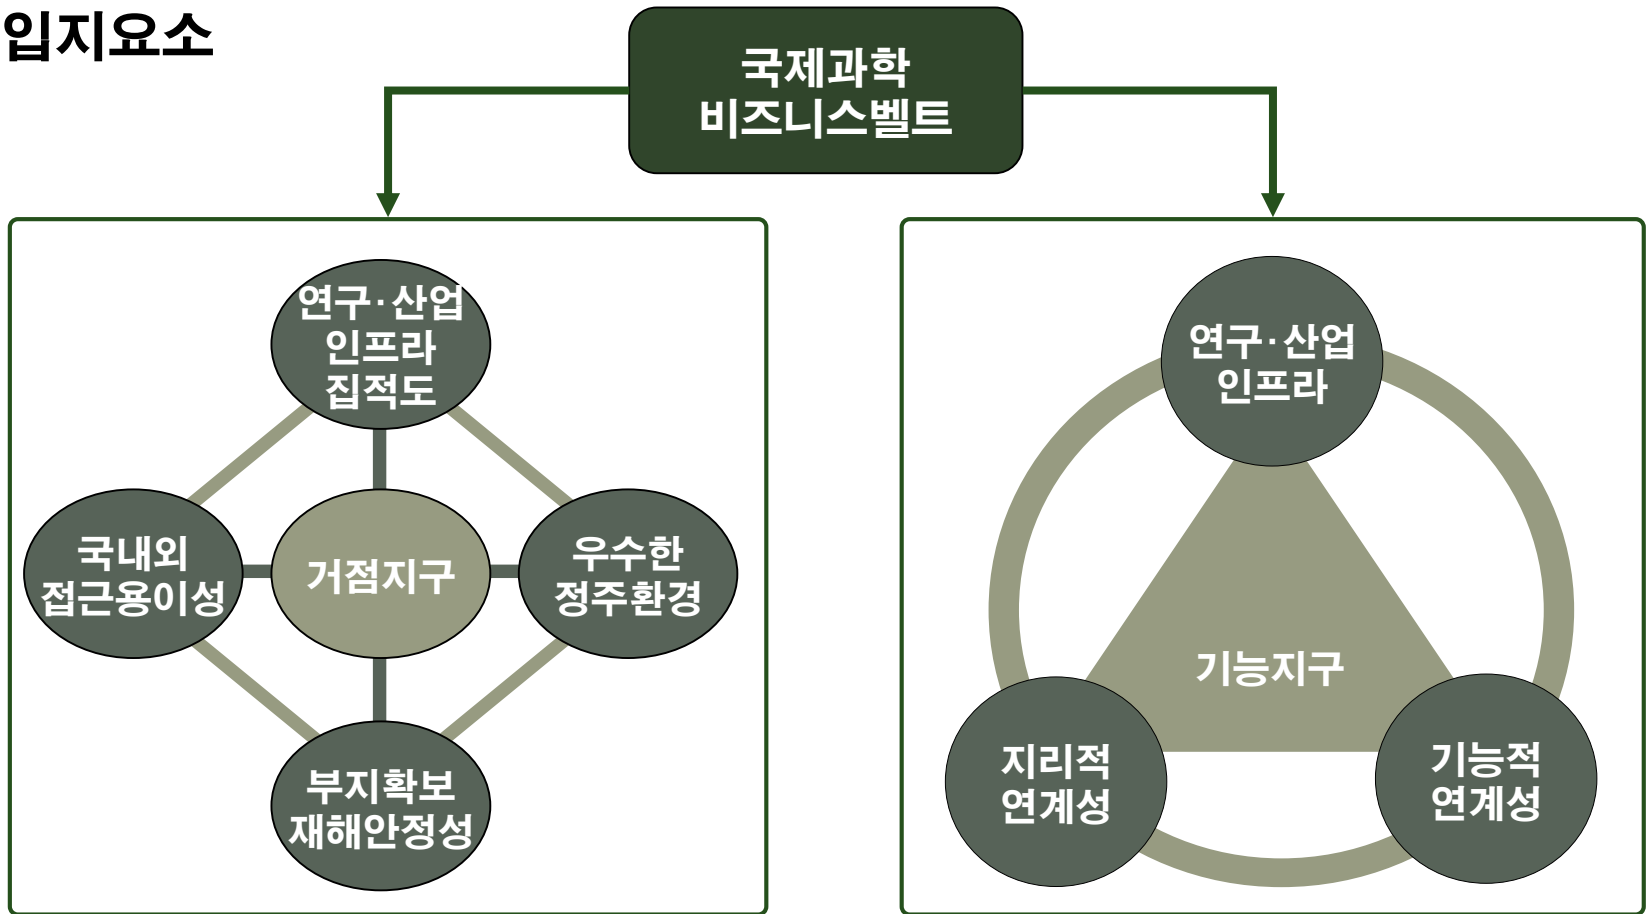 입지요소
국제과학
비즈니스벨트
연구·산업
인프라
집적도
국내외
접근용이성
거점지구
우수한
정주환경
부지확보
재해안정성
연구·산업
인프라
기능지구
지리적
연계성
기능적
연계성